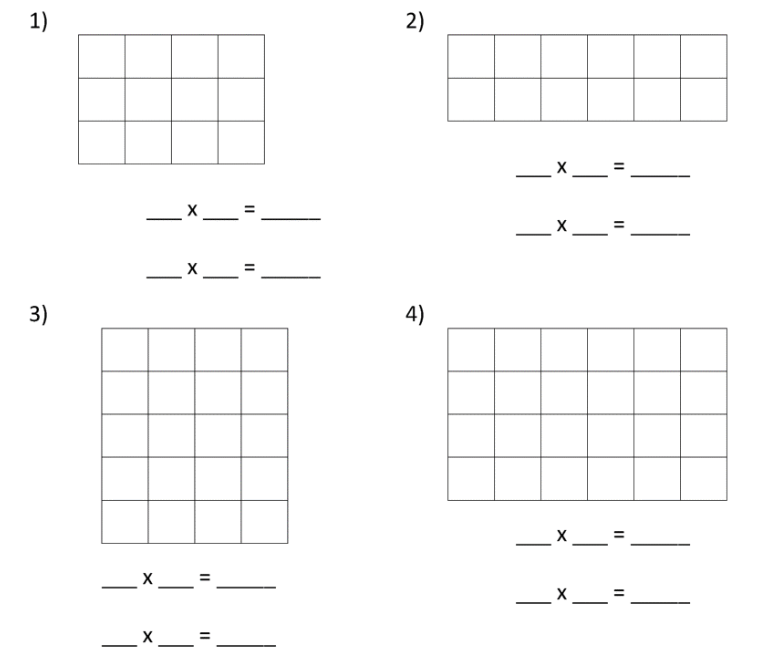 1)
___ x ___ = _____
___ x ___ = _____
2)
___ x ___ = _____
___ x ___ = _____
3)
___ x ___ = _____
___ x ___ = _____
4)
___ x ___ = _____
___ x ___ = _____